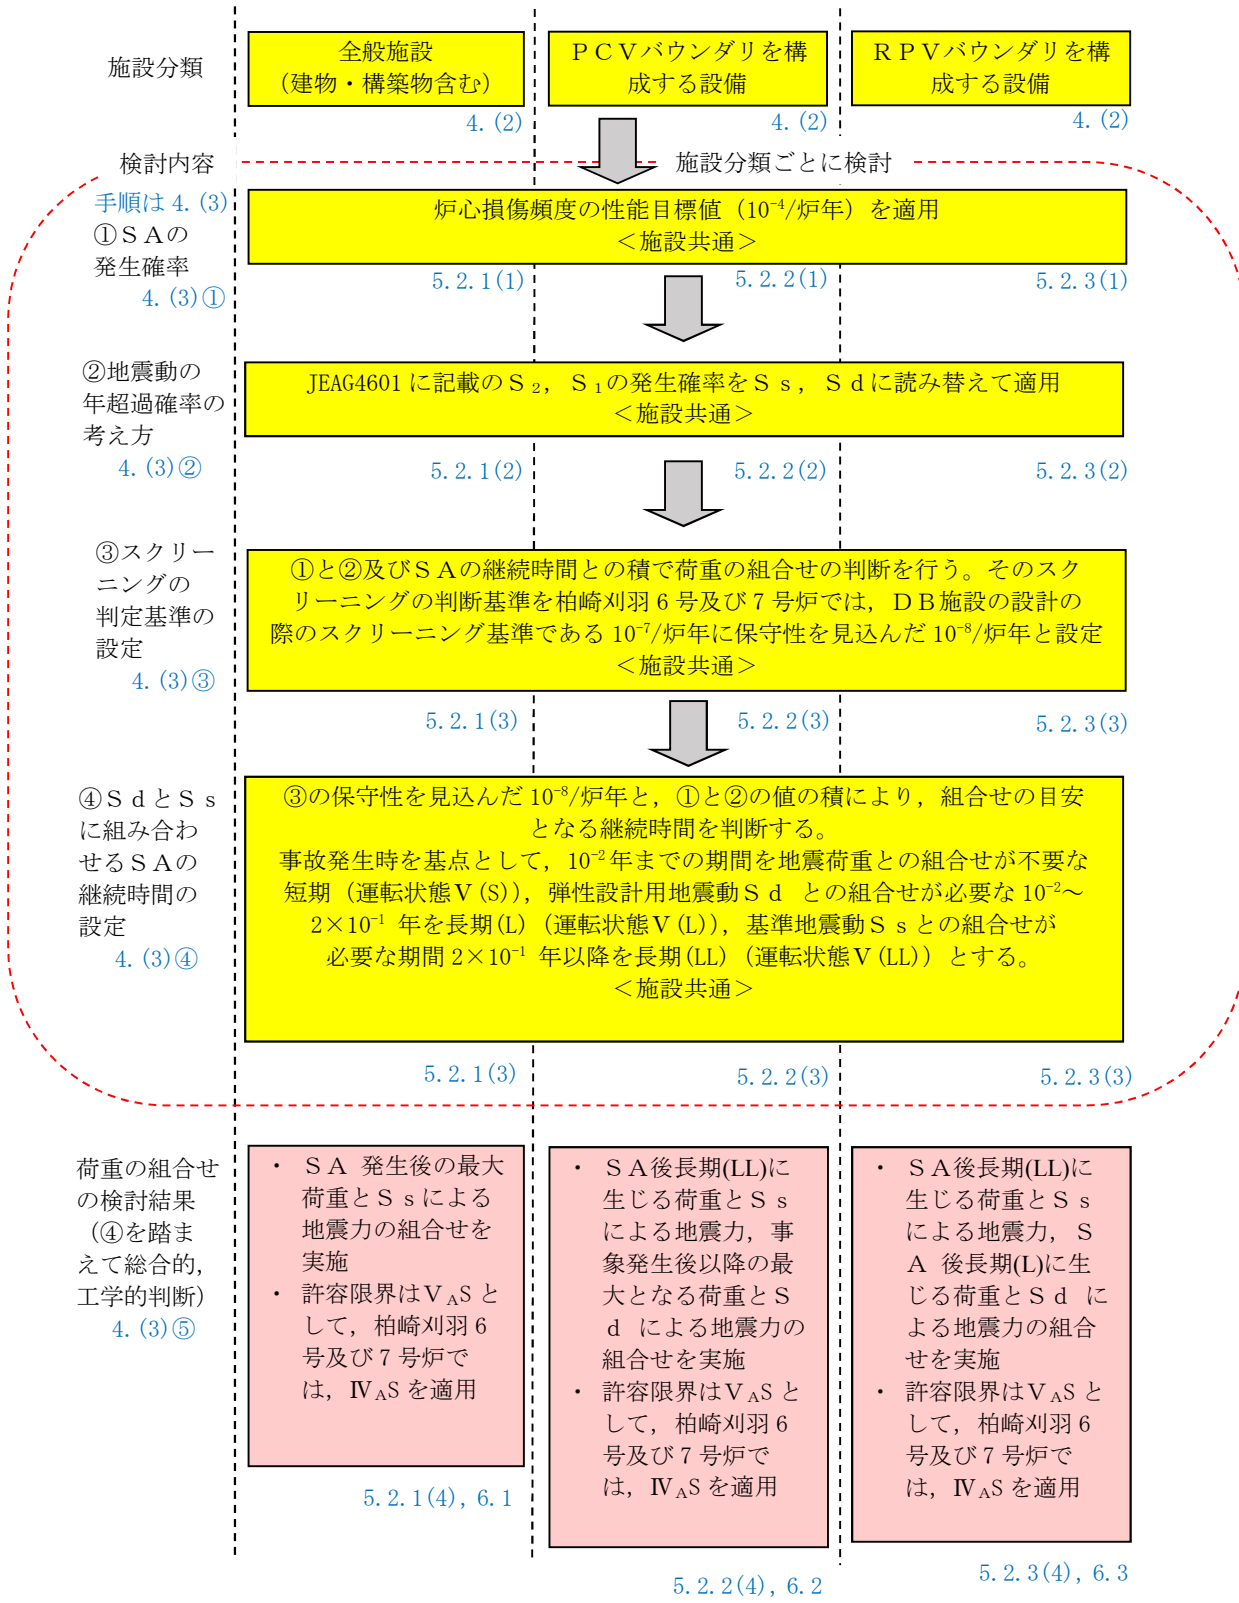 施設分類
全般施設
（建物・構築物含む）
4. (2)
ＰＣＶバウンダリを構
成する設備
4. (2)
ＲＰＶバウンダリを構
成する設備
4. (2)
検討内容
施設分類ごとに検討
手順は 4. (3)
①ＳＡの
発生確率
4. (3)①
炉心損傷頻度の性能目標値（10⁻⁴/炉年）を適用
＜施設共通＞
5.2.1(1)
5.2.2(1)
5.2.3(1)
②地震動の
年超過確率の
考え方
4. (3)②
JEAG4601 に記載のＳ₂，Ｓ₁の発生確率をＳｓ，Ｓｄに読み替えて適用
＜施設共通＞
5.2.1(2)
5.2.2(2)
5.2.3(2)
③スクリー
ニングの
判定基準の
設定
4. (3)③
①と②及びＳＡの継続時間との積で荷重の組合せの判断を行う。そのスク
リーニングの判断基準を柏崎刈羽 6 号及び 7 号炉では，ＤＢ施設の設計の
際のスクリーニング基準である 10⁻⁷/炉年に保守性を見込んだ 10⁻⁸/炉年と設定
＜施設共通＞
5.2.1(3)
5.2.2(3)
5.2.3(3)
④ＳｄとＳｓ
に組み合わ
せるＳＡの
継続時間の
設定
4. (3)④
③の保守性を見込んだ 10⁻⁸/炉年と，①と②の値の積により，組合せの目安
となる継続時間を判断する。
事故発生時を基点として，10⁻² 年までの期間を地震荷重との組合せが不要な
短期（運転状態Ⅴ(S)），弾性設計用地震動Ｓｄ との組合せが必要な 10⁻²～
2×10⁻¹ 年を長期(L)（運転状態Ⅴ(L)），基準地震動Ｓｓとの組合せが
必要な期間 2×10⁻¹ 年以降を長期(LL)（運転状態Ⅴ(LL)）とする。
＜施設共通＞
5.2.1(3)
5.2.2(3)
5.2.3(3)
荷重の組合せ
の検討結果
（④を踏ま
えて総合的，
工学的判断）
4. (3)⑤
・ ＳＡ 発生後の最大
荷重とＳｓによる
地震力の組合せを
実施
・ 許容限界はⅤAS と
して，柏崎刈羽 6
号及び 7 号炉で
は，ⅣAS を適用
5.2.1(4), 6.1
・ ＳＡ後長期(LL)に
生じる荷重とＳｓ
による地震力，事
象発生後以降の最
大となる荷重とＳ
ｄ による地震力の
組合せを実施
・ 許容限界はⅤAS と
して，柏崎刈羽 6
号及び 7 号炉で
は，ⅣAS を適用
5.2.2(4), 6.2
・ ＳＡ後長期(LL)に
生じる荷重とＳｓ
による地震力，Ｓ
Ａ 後長期(L)に生
じる荷重とＳｄ に
よる地震力の組合
せを実施
・ 許容限界はⅤAS と
して，柏崎刈羽 6
号及び 7 号炉で
は，ⅣAS を適用
5.2.3(4), 6.3